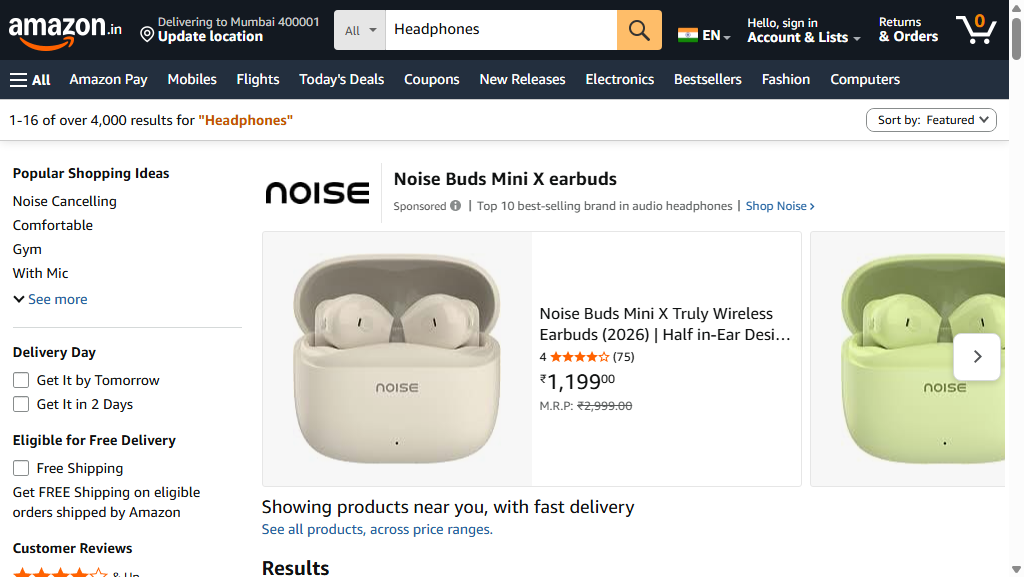 amazon.in
Delivering to Mumbai 400001
Update location
All
Headphones
EN
Hello, sign in
Account & Lists
Returns
& Orders
0
All
Amazon Pay
Mobiles
Flights
Today's Deals
Coupons
New Releases
Electronics
Bestsellers
Fashion
Computers
1-16 of over 4,000 results for "Headphones"
Sort by: Featured
Popular Shopping Ideas
Noise Cancelling
Comfortable
Gym
With Mic
See more
Delivery Day
Get It by Tomorrow
Get It in 2 Days
Eligible for Free Delivery
Free Shipping
Get FREE Shipping on eligible
orders shipped by Amazon
Customer Reviews
& Up
NOISE
Noise Buds Mini X earbuds
Sponsored | Top 10 best-selling brand in audio headphones | Shop Noise
NOISE
Noise Buds Mini X Truly Wireless
Earbuds (2026) | Half in-Ear Desi...
4 (75)
₹1,19900
M.R.P: ₹2,999.00
NOISE
Showing products near you, with fast delivery
See all products, across price ranges.
Results